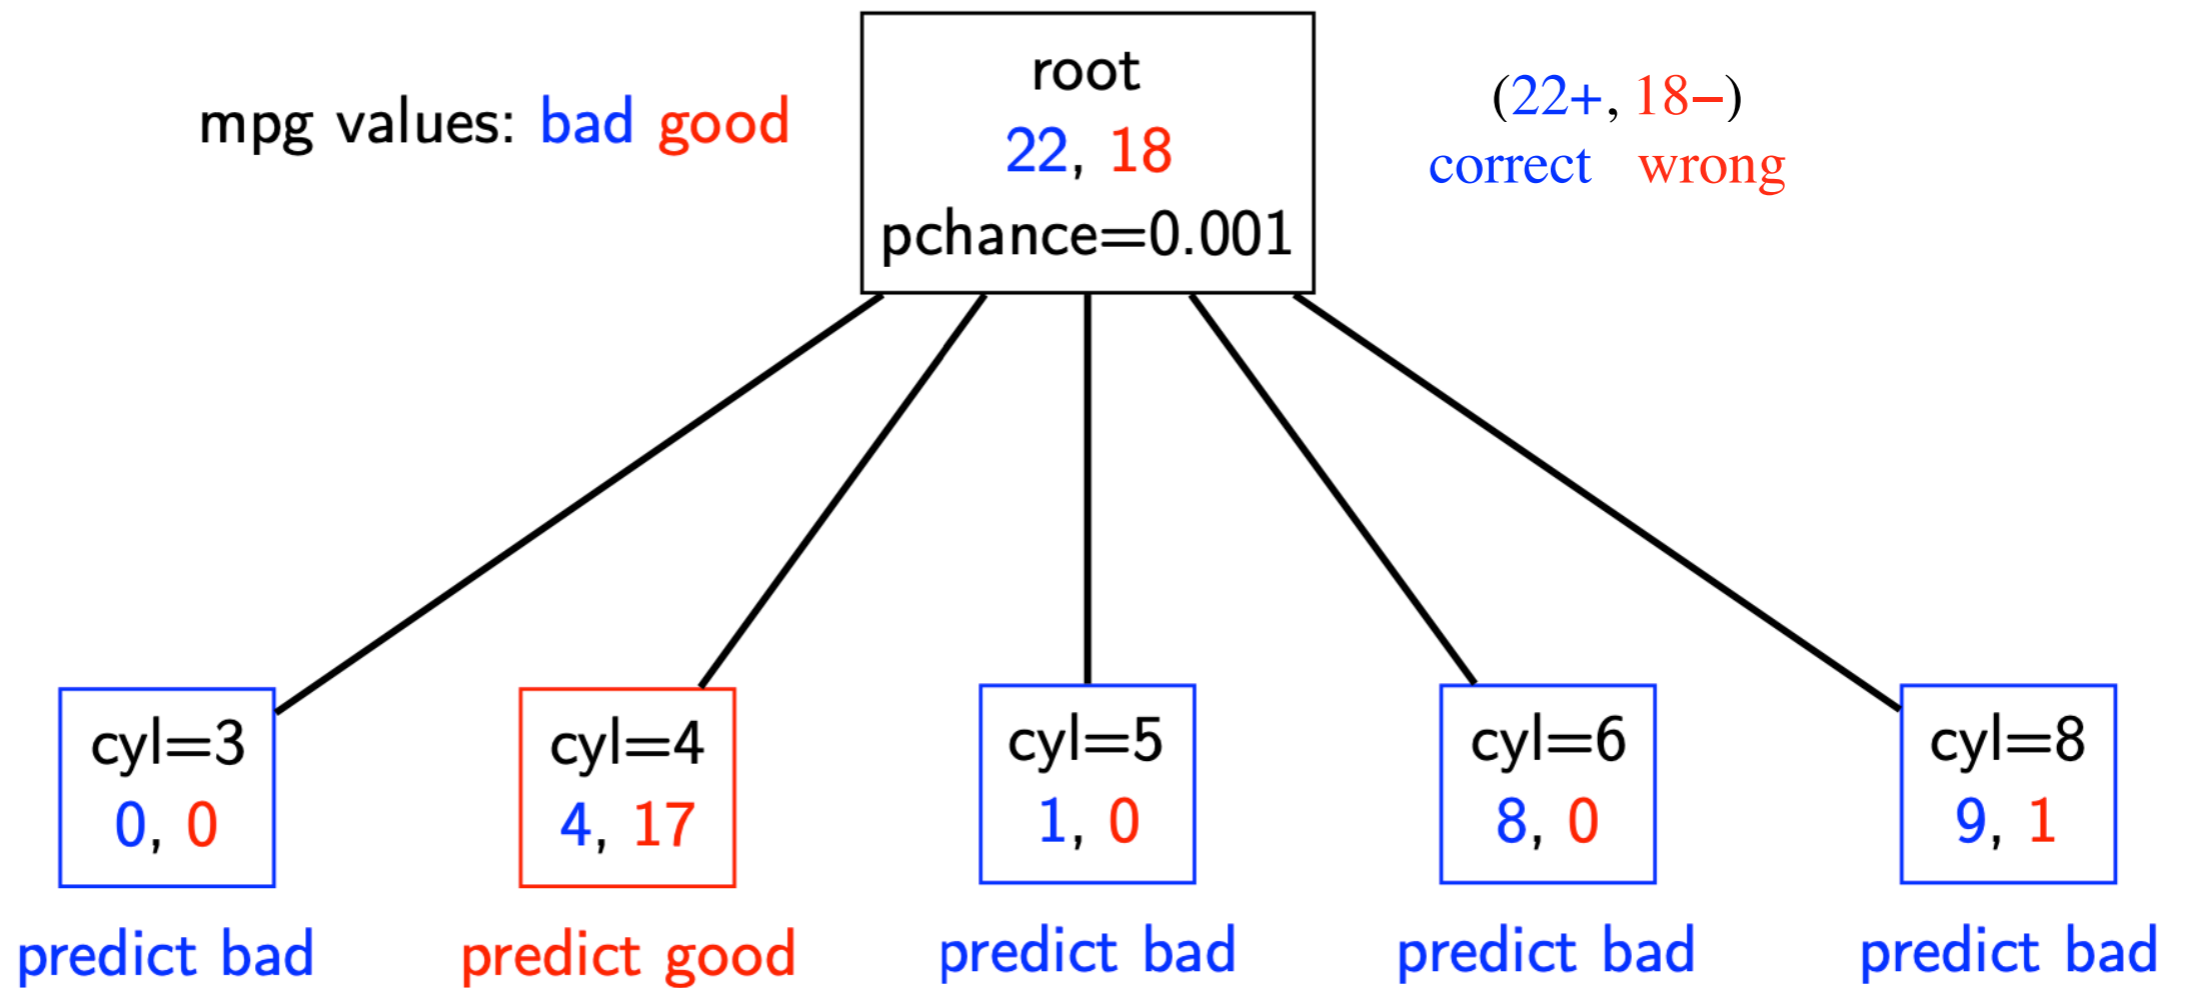 root
22, 18
pchance=0.001
mpg values: bad good
(22+, 18−)
correct wrong
cyl=3
0, 0
predict bad
cyl=4
4, 17
predict good
cyl=5
1, 0
predict bad
cyl=6
8, 0
predict bad
cyl=8
9, 1
predict bad